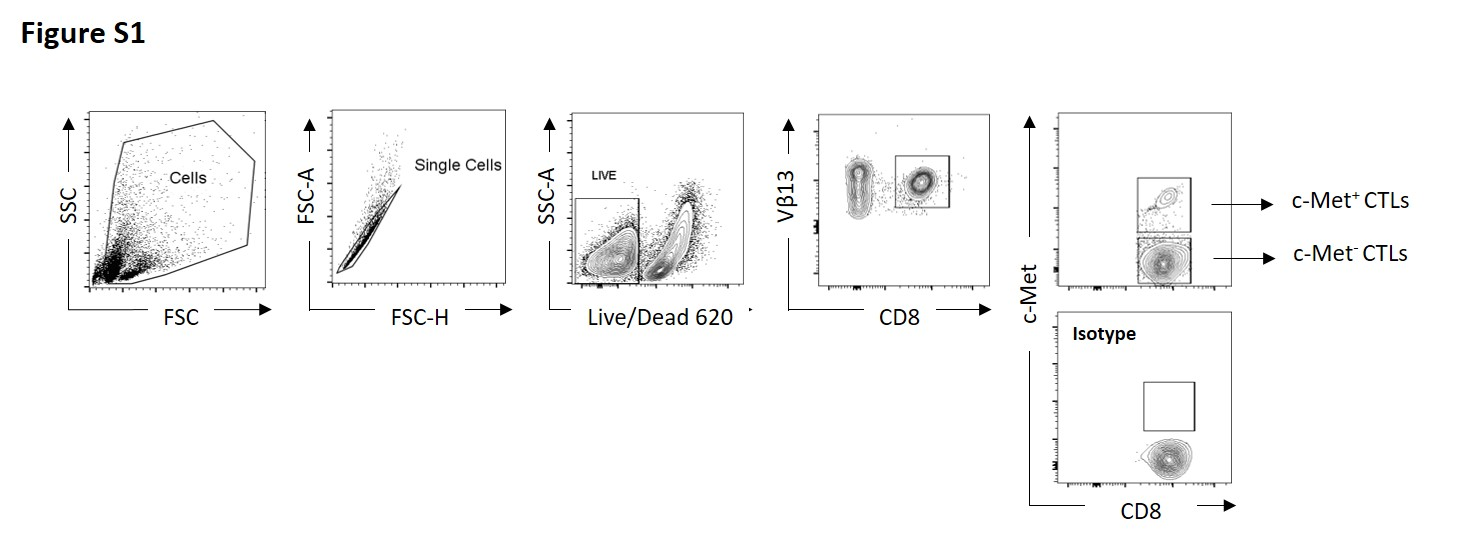 Figure S1
SSC
Cells
FSC
FSC-A
Single Cells
FSC-H
SSC-A
LIVE
Live/Dead 620
Vβ13
CD8
c-Met
c-Met⁺ CTLs
c-Met⁻ CTLs
Isotype
CD8